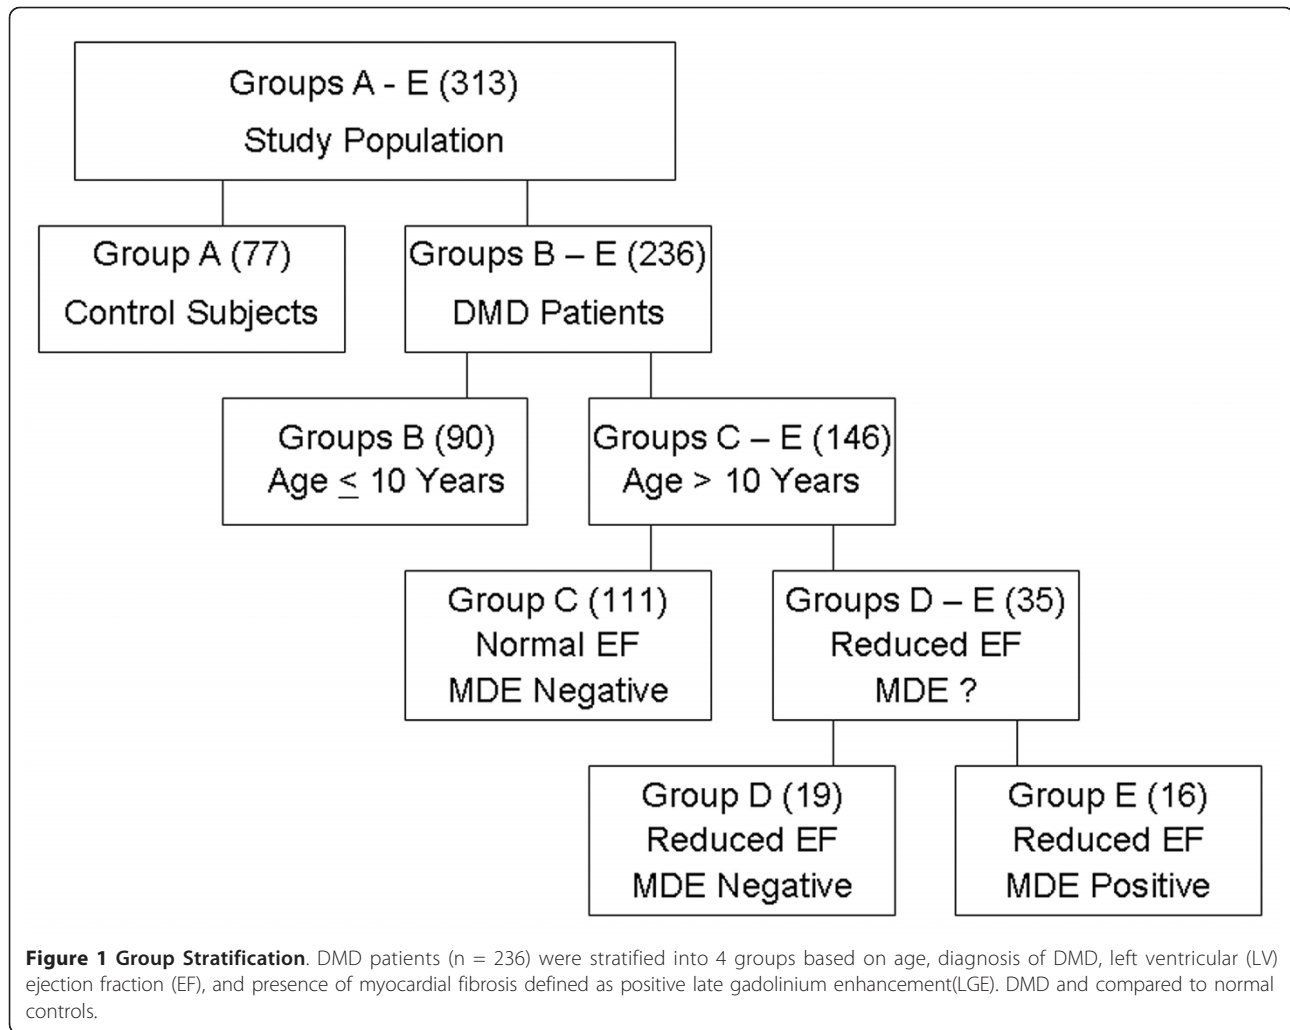 Groups A - E (313)
Study Population
Group A (77)
Control Subjects
Groups B – E (236)
DMD Patients
Groups B (90)
Age ≤ 10 Years
Groups C – E (146)
Age > 10 Years
Group C (111)
Normal EF
MDE Negative
Groups D – E (35)
Reduced EF
MDE ?
Group D (19)
Reduced EF
MDE Negative
Group E (16)
Reduced EF
MDE Positive
Figure 1 Group Stratification. DMD patients (n = 236) were stratified into 4 groups based on age, diagnosis of DMD, left ventricular (LV)
ejection fraction (EF), and presence of myocardial fibrosis defined as positive late gadolinium enhancement(LGE). DMD and compared to normal
controls.